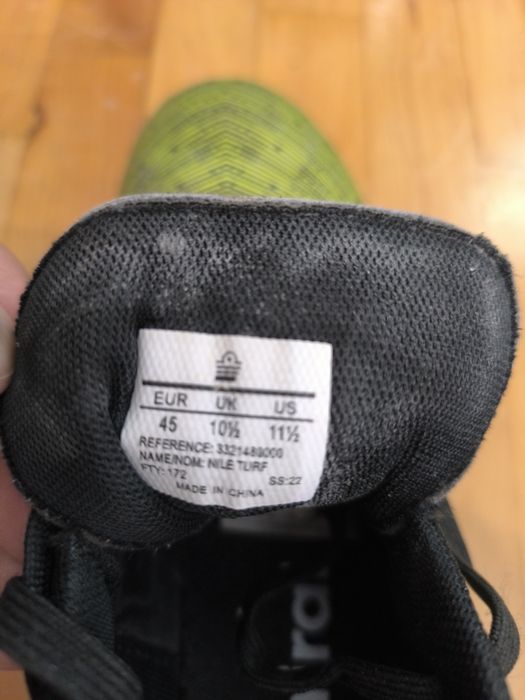 EUR UK US
45 10½ 11½
REFERENCE: 3321489000
NAME/NOM: NILE TURF
FTY: 172 SS:22
MADE IN CHINA